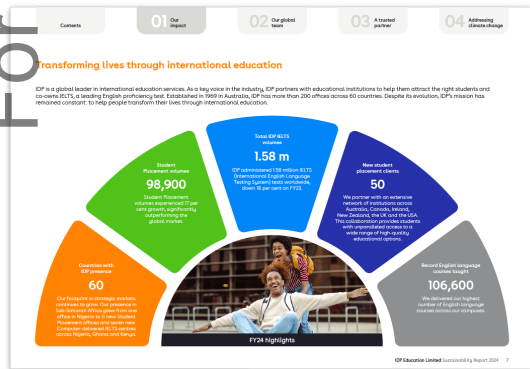 Contents
01 Our
impact
02 Our global
team
03 A trusted
partner
04 Addressing
climate change
For
Transforming lives through international education
IDP is a global leader in international education services. As a key voice in the industry, IDP partners with educational institutions to help them attract the right students and
co-owns IELTS, a leading English proficiency test. Established in 1969 in Australia, IDP has more than 200 offices across 60 countries. Despite its evolution, IDP's mission has
remained constant: to help people transform their lives through international education.
Total IDP IELTS
volumes
1.58 m
IDP administered 1.58 million IELTS
(International English Language
Testing System) tests worldwide,
down 18 per cent on FY23.
Student
Placement volumes
98,900
Student Placement
volumes experienced 17 per
cent growth, significantly
outperforming the
global market.
New student
placement clients
50
We partner with an extensive
network of institutions across
Australia, Canada, Ireland,
New Zealand, the UK and the USA.
This collaboration provides students
with unparalleled access to a
wide range of high-quality
educational options.
Countries with
IDP presence
60
Our footprint in strategic markets
continues to grow. Our presence in
Sub-Saharan Africa grew from one
office in Nigeria to 11 new Student
Placement offices and seven new
Computer-delivered IELTS centres
across Nigeria, Ghana and Kenya.
Record English language
courses taught
106,600
We delivered our highest
number of English language
courses across our campuses.
FY24 highlights
IDP Education Limited Sustainability Report 2024 7